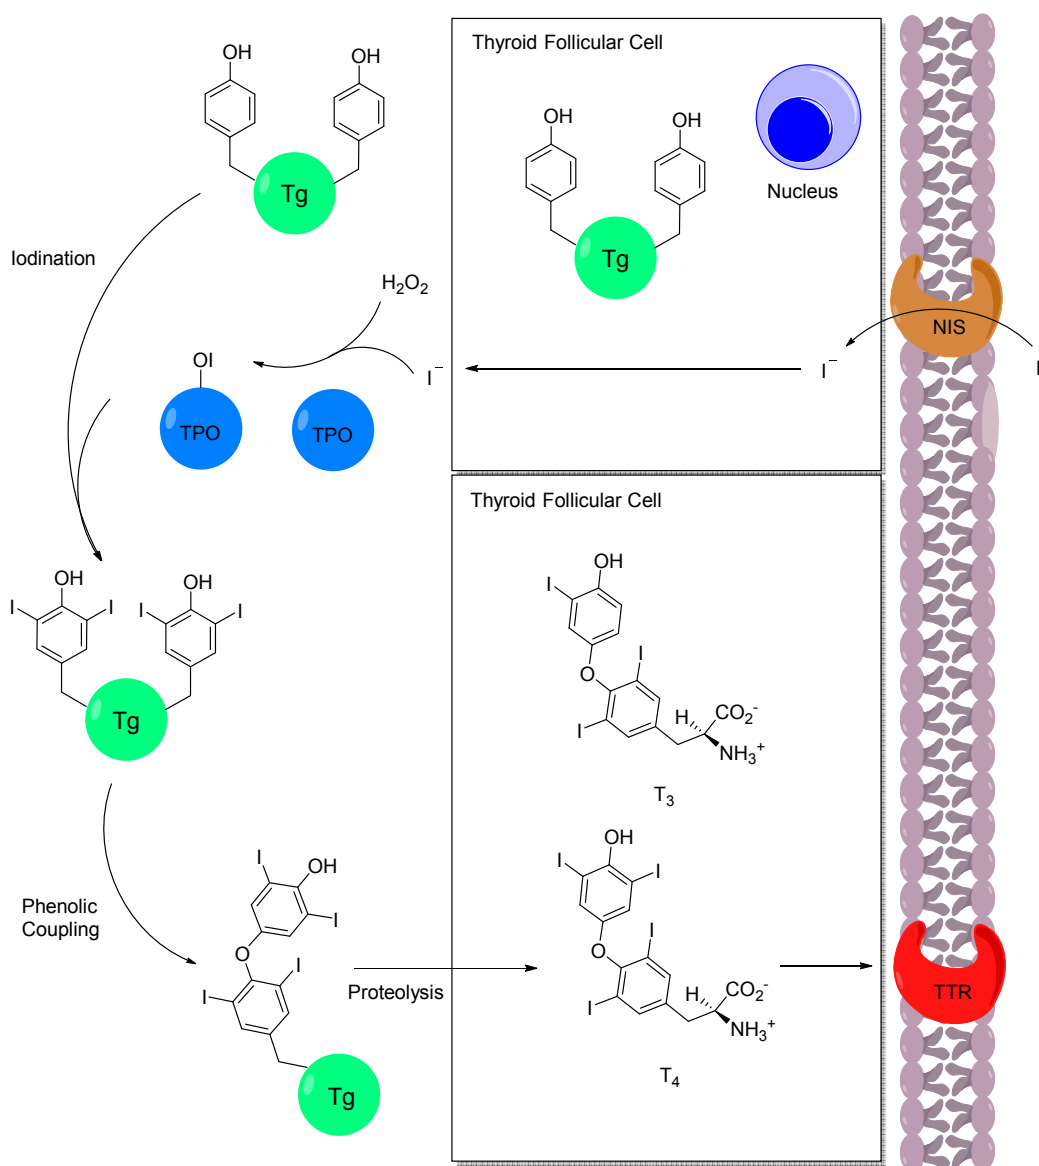 Thyroid Follicular Cell
OH
OH
Tg
OH
OH
Tg
Nucleus
Iodination
H2O2
I−
I−
NIS
I
OI
TPO
TPO
Thyroid Follicular Cell
OH
I
I
OH
I
I
Tg
OH
I
O
I
I
H
CO2-
NH3+
T3
Phenolic
Coupling
I
OH
I
O
I
I
Tg
Proteolysis
OH
I
I
O
I
I
H
CO2-
NH3+
T4
TTR